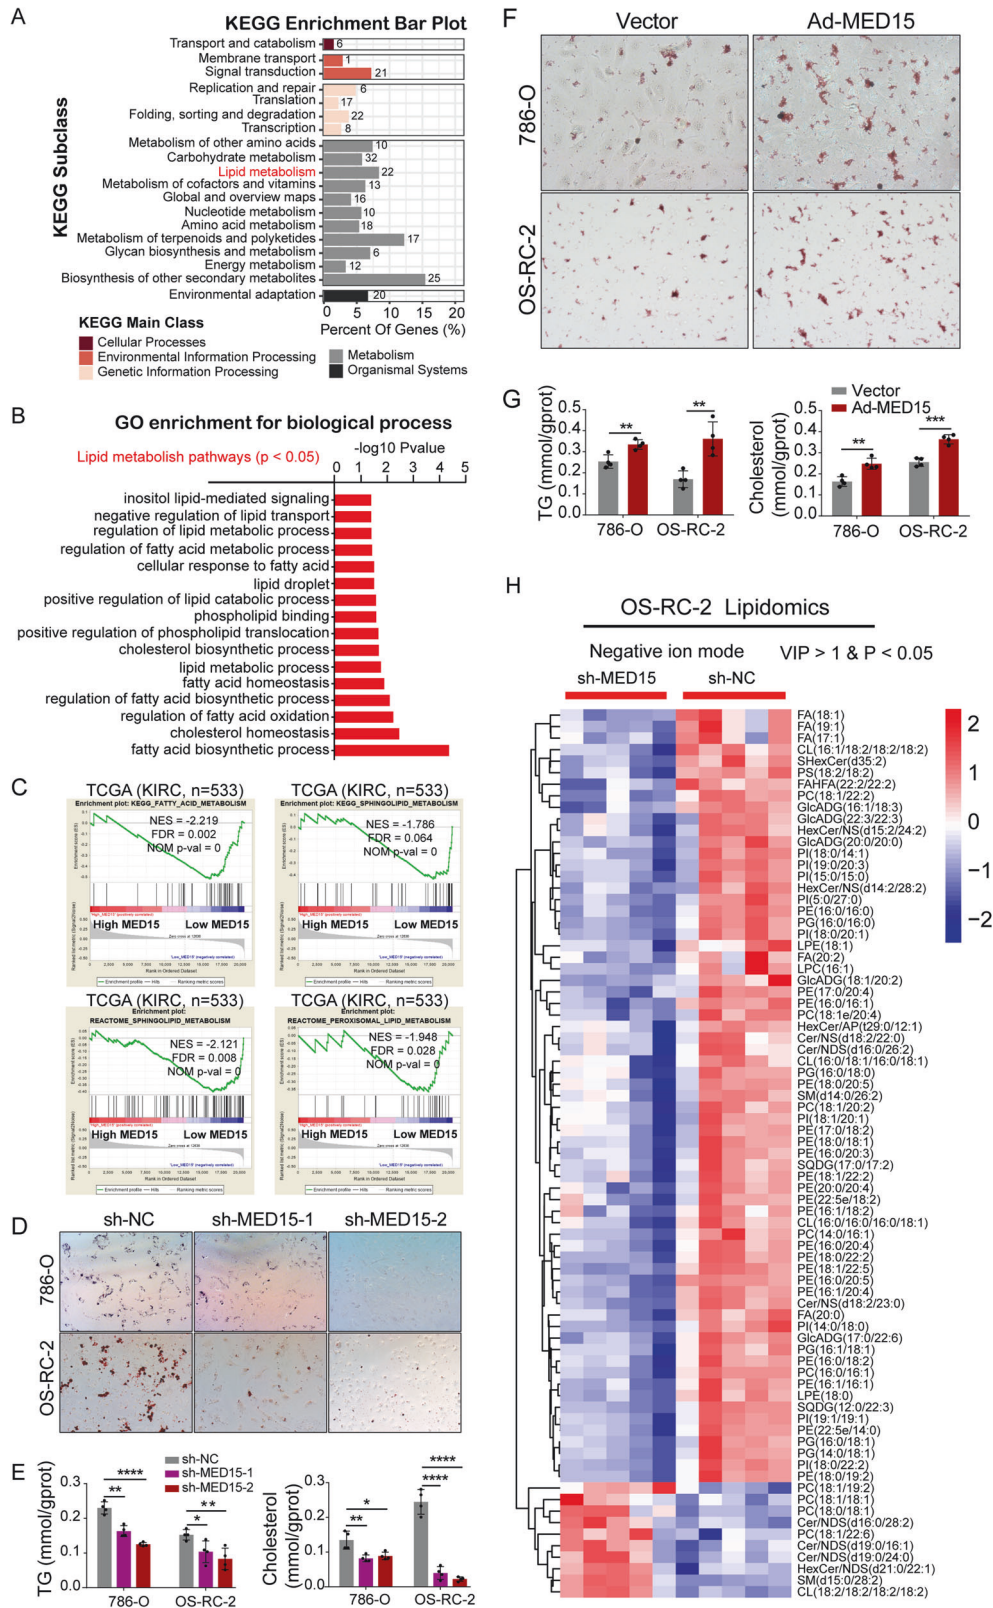 A
KEGG Enrichment Bar Plot
KEGG Subclass
Transport and catabolism 6
Membrane transport 1
Signal transduction 21
Replication and repair 6
Translation 17
Folding, sorting and degradation 22
Transcription 8
Metabolism of other amino acids 10
Carbohydrate metabolism 32
Lipid metabolism 22
Metabolism of cofactors and vitamins 13
Global and overview maps 16
Nucleotide metabolism 10
Amino acid metabolism 18
Metabolism of terpenoids and polyketides 17
Glycan biosynthesis and metabolism 6
Energy metabolism 12
Biosynthesis of other secondary metabolites 25
Environmental adaptation 20
0 5 10 15 20
Percent Of Genes (%)
KEGG Main Class
Cellular Processes
Environmental Information Processing
Genetic Information Processing
Metabolism
Organismal Systems
B
GO enrichment for biological process
Lipid metabolish pathways (p < 0.05)
-log10 Pvalue
0 1 2 3 4 5
inositol lipid-mediated signaling
negative regulation of lipid transport
regulation of lipid metabolic process
regulation of fatty acid metabolic process
cellular response to fatty acid
lipid droplet
positive regulation of lipid catabolic process
phospholipid binding
positive regulation of phospholipid translocation
cholesterol biosynthetic process
lipid metabolic process
fatty acid homeostasis
regulation of fatty acid biosynthetic process
regulation of fatty acid oxidation
cholesterol homeostasis
fatty acid biosynthetic process
C
TCGA (KIRC, n=533)
Enrichment plot: KEGG_FATTY_ACID_METABOLISM
NES = -2.219
FDR = 0.002
NOM p-val = 0
High MED15 Low MED15
TCGA (KIRC, n=533)
Enrichment plot: KEGG_SPHINGOLIPID_METABOLISM
NES = -1.786
FDR = 0.064
NOM p-val = 0
High MED15 Low MED15
TCGA (KIRC, n=533)
Enrichment plot:
REACTOME_SPHINGOLIPID_METABOLISM
NES = -2.121
FDR = 0.008
NOM p-val = 0
High MED15 Low MED15
TCGA (KIRC, n=533)
Enrichment plot:
REACTOME_PEROXISOMAL_LIPID_METABOLISM
NES = -1.948
FDR = 0.028
NOM p-val = 0
High MED15 Low MED15
Rank in Ordered Dataset
Enrichment profile Hits Ranking metric scores
D
sh-NC sh-MED15-1 sh-MED15-2
786-O
OS-RC-2
E
sh-NC
sh-MED15-1
sh-MED15-2
TG (mmol/gprot)
0.3
0.2
0.1
0.0
****
**
**
*
786-O OS-RC-2
Cholesterol
(mmol/gprot)
0.3
0.2
0.1
0.0
*
**
****
****
786-O OS-RC-2
F
Vector Ad-MED15
786-O
OS-RC-2
G
Vector
Ad-MED15
TG (mmol/gprot)
0.5
0.4
0.3
0.2
0.1
0.0
** **
786-O OS-RC-2
Cholesterol
(mmol/gprot)
0.5
0.4
0.3
0.2
0.1
0.0
** ***
786-O OS-RC-2
H
OS-RC-2 Lipidomics
Negative ion mode VIP > 1 & P < 0.05
sh-MED15 sh-NC
FA(18:1)
FA(19:1)
FA(17:1)
CL(16:1/18:2/18:2/18:2)
SHexCer(d35:2)
PS(18:2/18:2)
FAHFA(22:2/22:2)
PC(18:1/22:2)
GlcADG(16:1/18:3)
GlcADG(22:3/22:3)
HexCer/NS(d15:2/24:2)
GlcADG(20:0/20:0)
PI(18:0/14:1)
PI(19:0/20:3)
PI(15:0/15:0)
HexCer/NS(d14:2/28:2)
PI(5:0/27:0)
PE(16:0/16:0)
PG(16:0/16:0)
PI(18:0/20:1)
LPE(18:1)
FA(20:2)
LPC(16:1)
GlcADG(18:1/20:2)
PE(17:0/20:4)
PE(16:0/16:1)
PC(18:1e/20:4)
HexCer/AP(t29:0/12:1)
Cer/NS(d18:2/22:0)
Cer/NDS(d16:0/26:2)
CL(16:0/18:1/16:0/18:1)
PG(16:0/18:0)
PE(18:0/20:5)
SM(d14:0/26:2)
PC(18:1/20:2)
PI(18:1/20:1)
PE(17:0/18:2)
PE(18:0/18:1)
PE(16:0/20:3)
SQDG(17:0/17:2)
PE(18:1/22:2)
PE(20:0/20:4)
PE(22:5e/18:2)
PE(16:1/18:2)
CL(16:0/16:0/16:0/18:1)
PC(14:0/16:1)
PE(16:0/20:4)
PE(18:0/22:2)
PE(18:1/22:5)
PE(16:0/20:5)
PE(16:1/20:4)
Cer/NS(d18:2/23:0)
FA(20:0)
PI(14:0/18:0)
GlcADG(17:0/22:6)
PG(16:1/18:1)
PE(16:0/18:2)
PC(16:0/16:1)
PE(16:1/16:1)
LPE(18:0)
SQDG(12:0/22:3)
PI(19:1/19:1)
PE(22:5e/14:0)
PG(16:0/18:1)
PG(14:0/18:1)
PI(18:0/22:2)
PE(18:0/19:2)
PC(18:1/19:2)
PC(18:1/18:1)
PC(18:0/18:1)
Cer/NDS(d16:0/28:2)
PC(18:1/22:6)
Cer/NDS(d19:0/16:1)
Cer/NDS(d19:0/24:0)
HexCer/NDS(d21:0/22:1)
SM(d15:0/28:2)
CL(18:2/18:2/18:2/18:2)
2
1
0
−1
−2